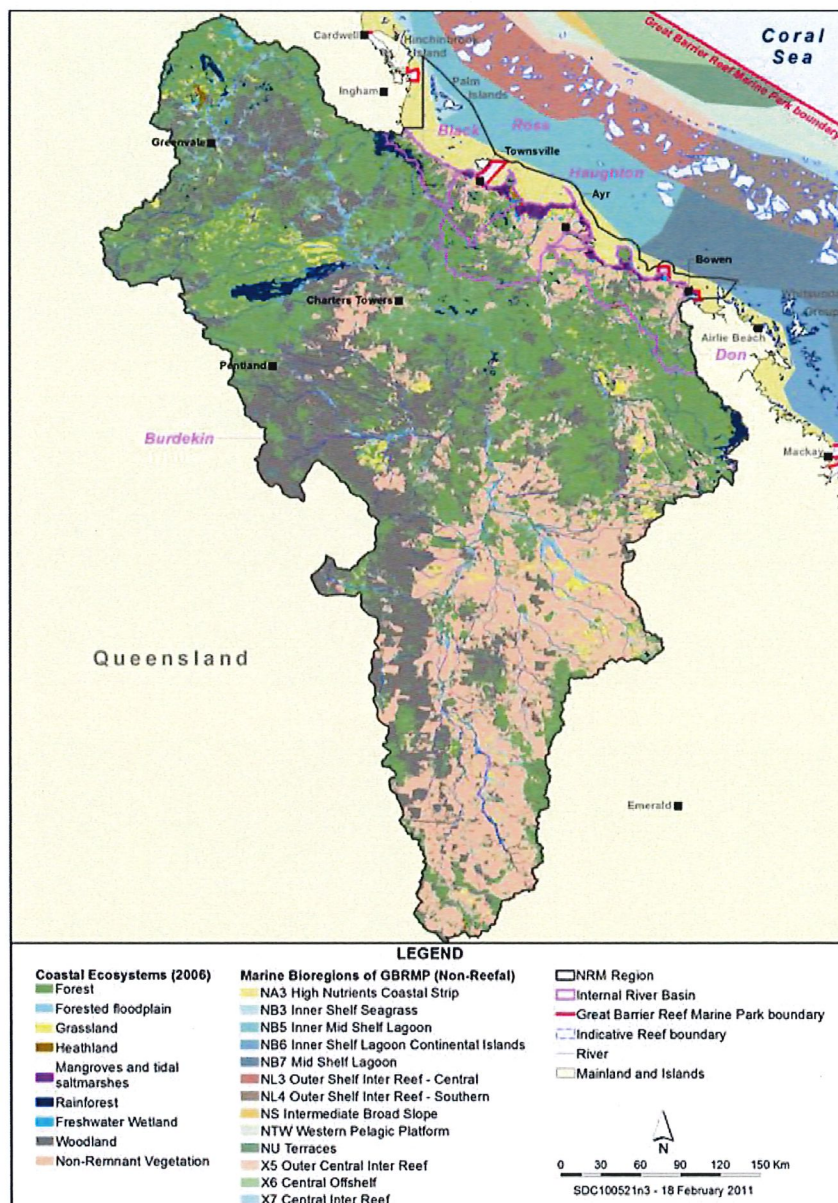 Cardwell
Hinchinbrook
Island
Coral
Sea
Great Barrier Reef Marine Park boundary
Ingham
Palm
Islands
Greenvale
Black
Ross
Townsville
Haughton
Ayr
Bowen
Charters Towers
Whitsunday
Group
Airlie Beach
Pentland
Don
Burdekin
Mackay
Queensland
Emerald
LEGEND
Coastal Ecosystems (2006)
Forest
Forested floodplain
Grassland
Heathland
Mangroves and tidal
saltmarshes
Rainforest
Freshwater Wetland
Woodland
Non-Remnant Vegetation
Marine Bioregions of GBRMP (Non-Reefal)
NA3 High Nutrients Coastal Strip
NB3 Inner Shelf Seagrass
NB5 Inner Mid Shelf Lagoon
NB6 Inner Shelf Lagoon Continental Islands
NB7 Mid Shelf Lagoon
NL3 Outer Shelf Inter Reef - Central
NL4 Outer Shelf Inter Reef - Southern
NS Intermediate Broad Slope
NTW Western Pelagic Platform
NU Terraces
X5 Outer Central Inter Reef
X6 Central Offshelf
X7 Central Inter Reef
NRM Region
Internal River Basin
Great Barrier Reef Marine Park boundary
Indicative Reef boundary
River
Mainland and Islands
N
0 30 60 90 120 150 Km
SDC100521n3 - 18 February 2011